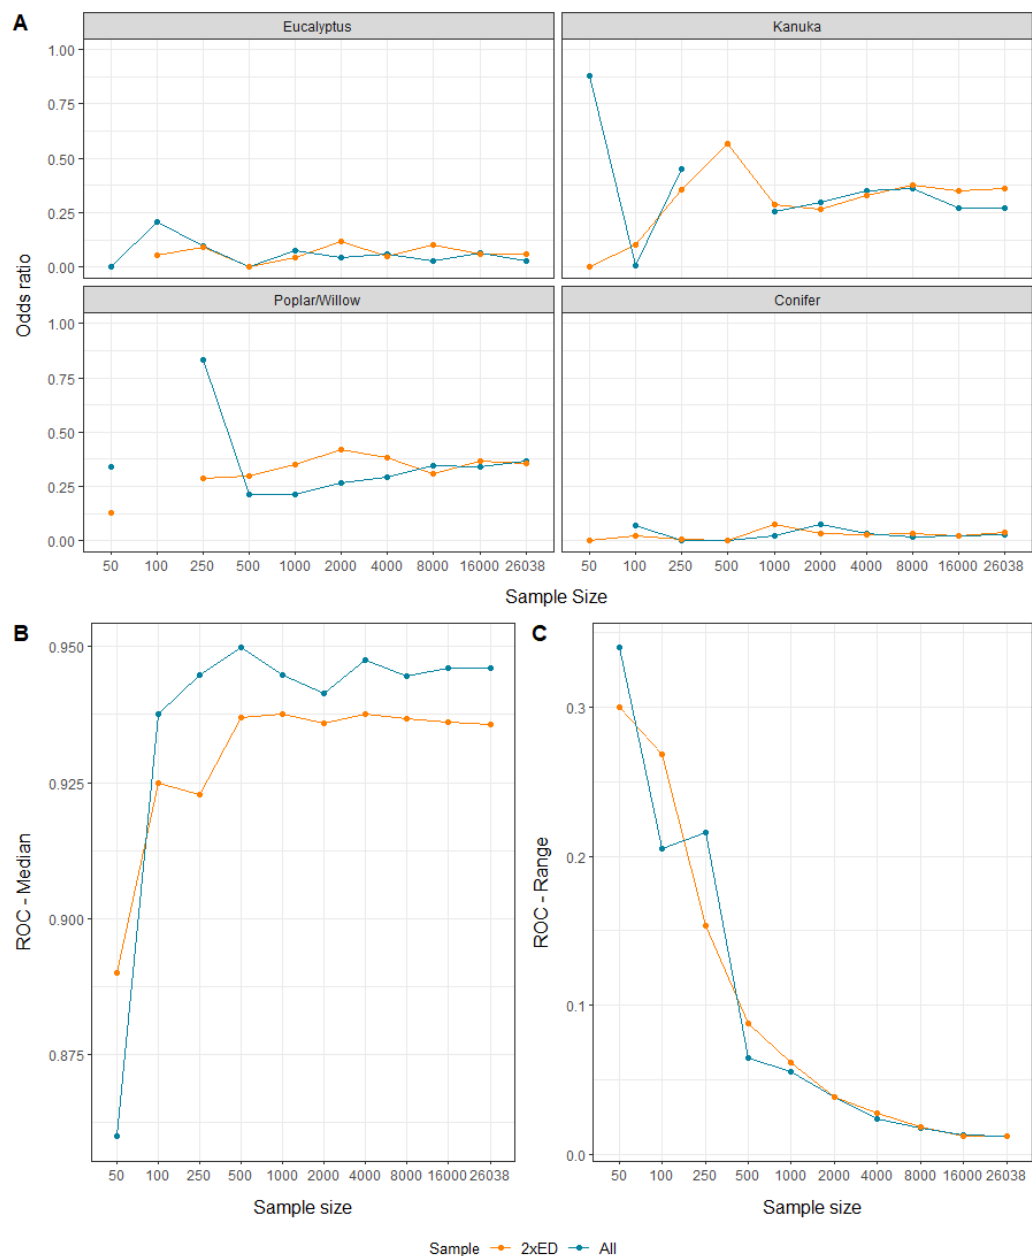 A
Eucalyptus
Kanuka
1.00
0.75
0.50
0.25
0.00
Odds ratio
Poplar/Willow
Conifer
1.00
0.75
0.50
0.25
0.00
50 100 250 500 1000 2000 4000 8000 16000 26038
50 100 250 500 1000 2000 4000 8000 16000 26038
Sample Size
B
0.950
0.925
0.900
0.875
ROC - Median
50 100 250 500 1000 2000 4000 8000 16000 26038
Sample size
C
0.3
0.2
0.1
0.0
ROC - Range
50 100 250 500 1000 2000 4000 8000 16000 26038
Sample size
Sample 2xED All